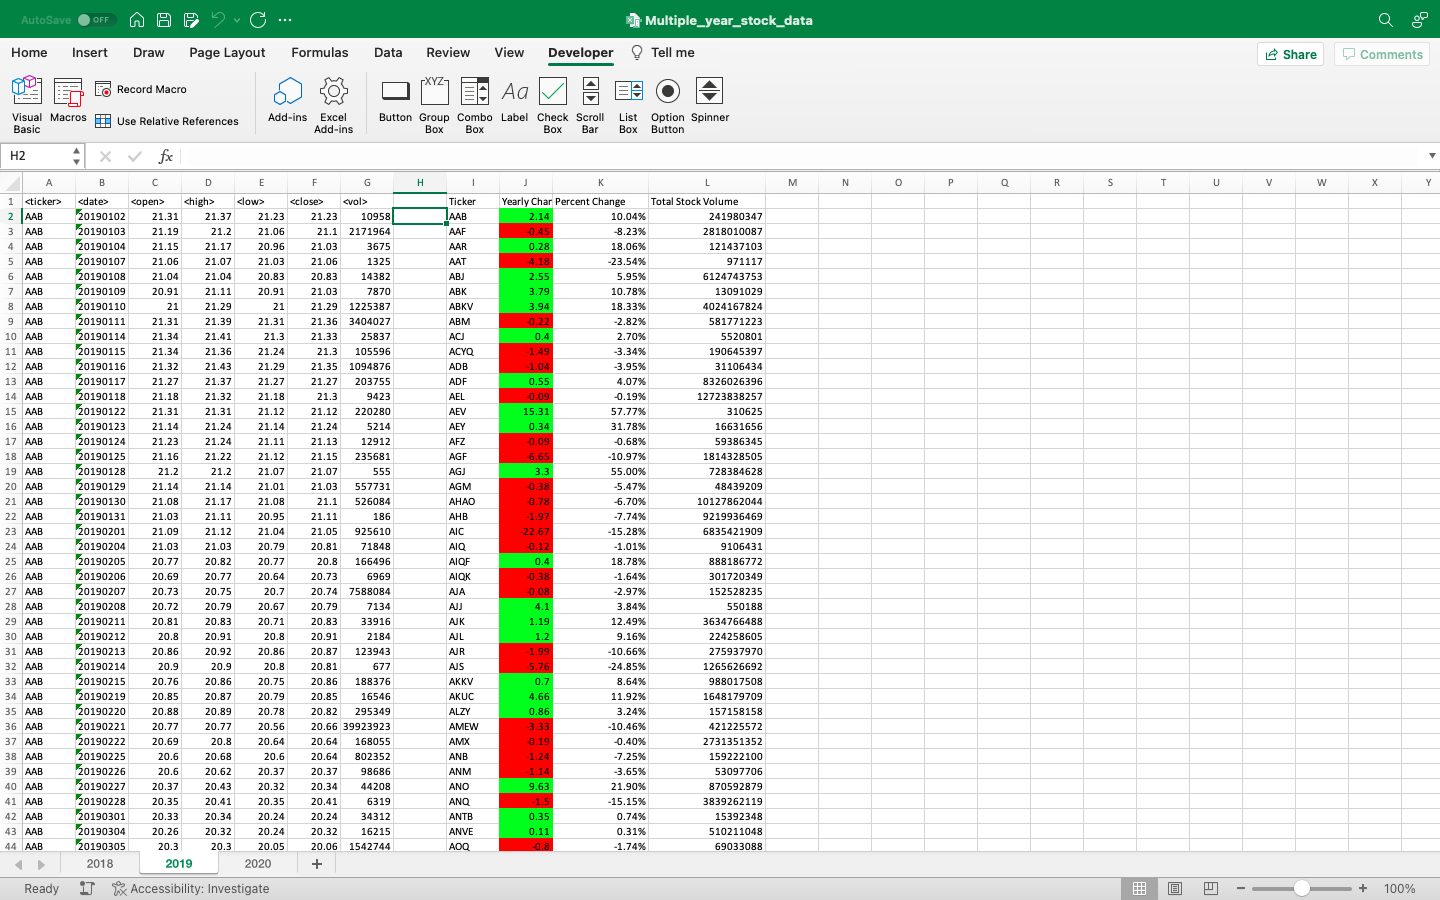 AutoSave OFF Multiple_year_stock_data
Home Insert Draw Page Layout Formulas Data Review View Developer Tell me Share Comments
Visual Basic Macros Record Macro Use Relative References Add-ins Excel Add-ins Button Group Box Combo Box Label Check Box Scroll Bar List Box Option Button Spinner
XYZ Aa
H2 fx
A B C D E F G H I J K L M N O P Q R S T U V W X Y
1 <ticker> <date> <open> <high> <low> <close> <vol> Ticker Yearly Char Percent Change Total Stock Volume
2 AAB 20190102 21.31 21.37 21.23 21.23 10958 AAB 2.14 10.04% 241980347
3 AAB 20190103 21.19 21.2 21.06 21.1 2171964 AAF -0.45 -8.23% 2818010087
4 AAB 20190104 21.15 21.17 20.96 21.03 3675 AAR 0.28 18.06% 121437103
5 AAB 20190107 21.06 21.07 21.03 21.06 1325 AAT -4.18 -23.54% 971117
6 AAB 20190108 21.04 21.04 20.83 20.83 14382 ABJ 2.55 5.95% 6124743753
7 AAB 20190109 20.91 21.11 20.91 21.03 7870 ABK 3.79 10.78% 13091029
8 AAB 20190110 21 21.29 21 21.29 1225387 ABKV 3.94 18.33% 4024167824
9 AAB 20190111 21.31 21.39 21.31 21.36 3404027 ABM -0.22 -2.82% 581771223
10 AAB 20190114 21.34 21.41 21.3 21.33 25837 ACJ 0.4 2.70% 5520801
11 AAB 20190115 21.34 21.36 21.24 21.3 105596 ACYQ -1.49 -3.34% 190645397
12 AAB 20190116 21.32 21.43 21.29 21.35 1094876 ADB -1.04 -3.95% 31106434
13 AAB 20190117 21.27 21.37 21.27 21.27 203755 ADF 0.55 4.07% 8326026396
14 AAB 20190118 21.18 21.32 21.18 21.3 9423 AEL -0.09 -0.19% 12723838257
15 AAB 20190122 21.31 21.31 21.12 21.12 220280 AEV 15.31 57.77% 310625
16 AAB 20190123 21.14 21.24 21.14 21.24 5214 AEY 0.34 31.78% 16631656
17 AAB 20190124 21.23 21.24 21.11 21.13 12912 AFZ -0.09 -0.68% 59386345
18 AAB 20190125 21.16 21.22 21.12 21.15 235681 AGF -6.65 -10.97% 1814328505
19 AAB 20190128 21.2 21.2 21.07 21.07 555 AGJ 3.3 55.00% 728384628
20 AAB 20190129 21.14 21.14 21.01 21.03 557731 AGM -0.38 -5.47% 48439209
21 AAB 20190130 21.08 21.17 21.08 21.1 526084 AHAO -0.78 -6.70% 10127862044
22 AAB 20190131 21.03 21.11 20.95 21.11 186 AHB -1.97 -7.74% 9219936469
23 AAB 20190201 21.09 21.12 21.04 21.05 925610 AIC -22.67 -15.28% 6835421909
24 AAB 20190204 21.03 21.03 20.79 20.81 71848 AIQ -0.12 -1.01% 9106431
25 AAB 20190205 20.77 20.82 20.77 20.8 166496 AIQF 0.4 18.78% 888186772
26 AAB 20190206 20.69 20.77 20.64 20.73 6969 AIQK -0.38 -1.64% 301720349
27 AAB 20190207 20.73 20.75 20.7 20.74 7588084 AJA -0.08 -2.97% 152528235
28 AAB 20190208 20.72 20.79 20.67 20.79 7134 AJJ 4.1 3.84% 550188
29 AAB 20190211 20.81 20.83 20.71 20.83 33916 AJK 1.19 12.49% 3634766488
30 AAB 20190212 20.8 20.91 20.8 20.91 2184 AJL 1.2 9.16% 224258605
31 AAB 20190213 20.86 20.92 20.86 20.87 123943 AJR -1.99 -10.66% 275937970
32 AAB 20190214 20.9 20.9 20.8 20.81 677 AJS -5.76 -24.85% 1265626692
33 AAB 20190215 20.76 20.86 20.75 20.86 188376 AKKV 0.7 8.64% 988017508
34 AAB 20190219 20.85 20.87 20.79 20.85 16546 AKUC 4.66 11.92% 1648179709
35 AAB 20190220 20.88 20.89 20.78 20.82 295349 ALZY 0.86 3.24% 157158158
36 AAB 20190221 20.77 20.77 20.56 20.66 39923923 AMEW -3.33 -10.46% 421225572
37 AAB 20190222 20.69 20.8 20.64 20.64 168055 AMX -0.19 -0.40% 2731351352
38 AAB 20190225 20.6 20.68 20.6 20.64 802352 ANB -1.24 -7.25% 159222100
39 AAB 20190226 20.6 20.62 20.37 20.37 98686 ANM -1.14 -3.65% 53097706
40 AAB 20190227 20.37 20.43 20.32 20.34 44208 ANO 9.63 21.90% 870592879
41 AAB 20190228 20.35 20.41 20.35 20.41 6319 ANQ -1.5 -15.15% 3839262119
42 AAB 20190301 20.33 20.34 20.24 20.24 34312 ANTB 0.35 0.74% 15392348
43 AAB 20190304 20.26 20.32 20.24 20.32 16215 ANVE 0.11 0.31% 510211048
44 AAB 20190305 20.3 20.3 20.05 20.06 1542744 AOQ -0.8 -1.74% 69033088
2018 2019 2020 +
Ready Accessibility: Investigate 100%